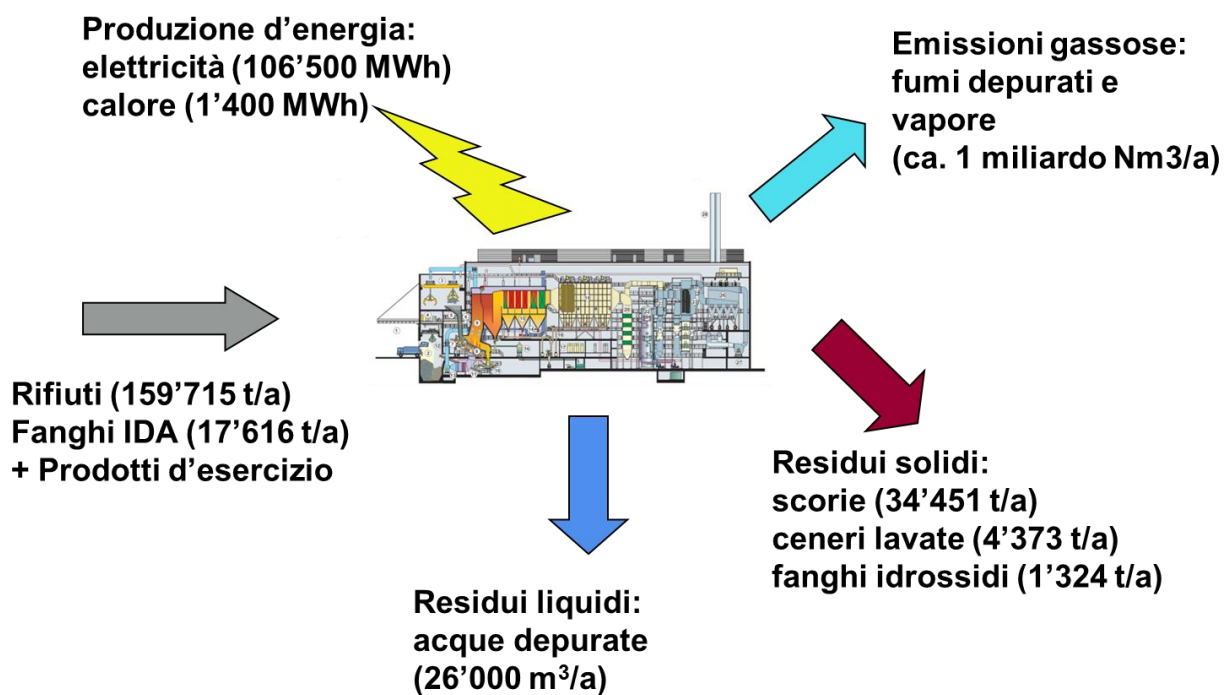 Produzione d’energia:
elettricità (106’500 MWh)
calore (1’400 MWh)
Emissioni gassose:
fumi depurati e
vapore
(ca. 1 miliardo Nm3/a)
Rifiuti (159’715 t/a)
Fanghi IDA (17’616 t/a)
+ Prodotti d’esercizio
Residui solidi:
scorie (34’451 t/a)
ceneri lavate (4’373 t/a)
fanghi idrossidi (1’324 t/a)
Residui liquidi:
acque depurate
(26’000 m³/a)